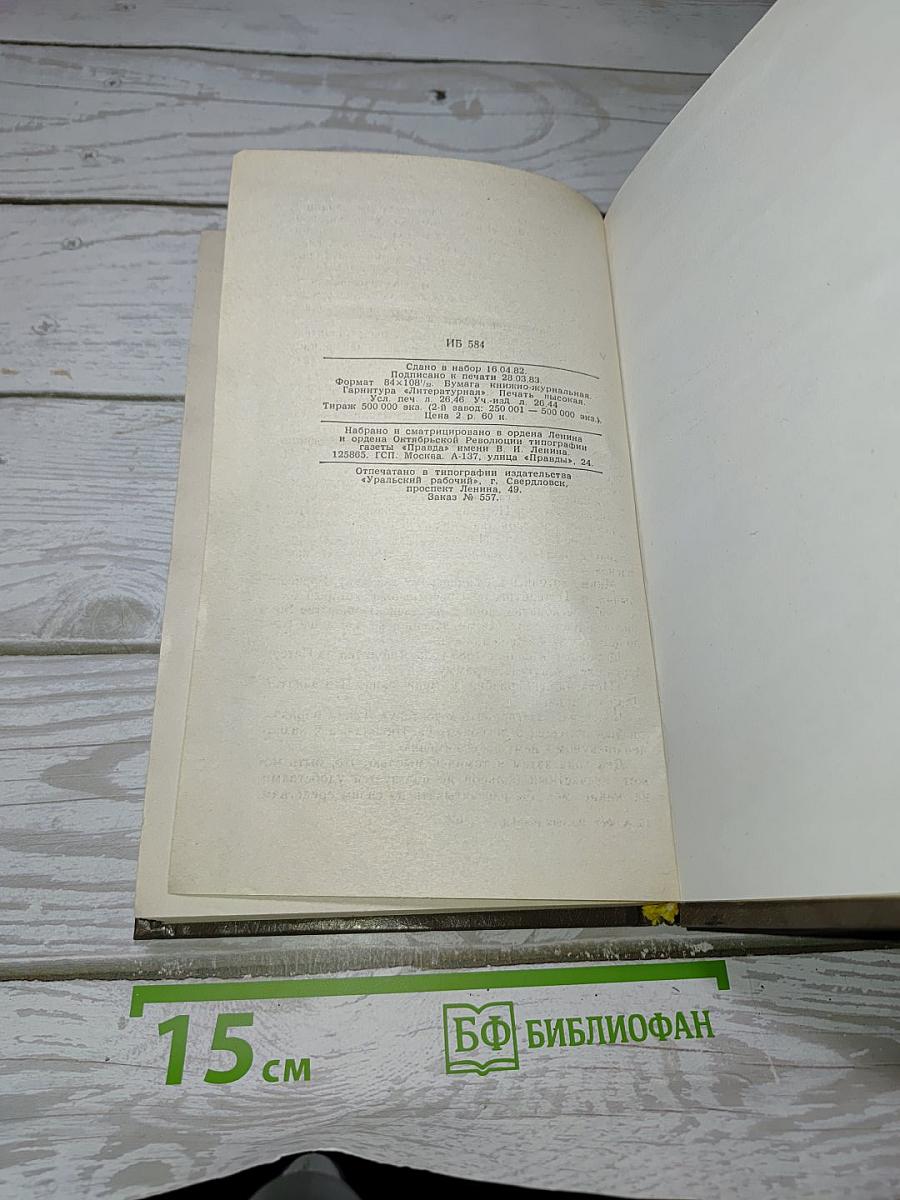 ИБ 584
Сдано в набор 16.04.82.
Подписано к печати 28.03.83.
Формат 84×108¹/₃₂. Бумага книжно-журнальная.
Гарнитура «Литературная». Печать высокая.
Усл. печ. л. 26,46 Уч.-изд л. 26,44
Тираж 500 000 экз. (2-й завод: 250 001 — 500 000 экз.).
Цена 2 р. 60 к.
Набрано и сматрицировано в ордена Ленина
и ордена Октябрьской Революции типографии
газеты «Правда» имени В. И. Ленина.
125865. ГСП. Москва. А-137, улица «Правды», 24.
Отпечатано в типографии издательства
«Уральский рабочий», г. Свердловск,
проспект Ленина, 49.
Заказ № 557.
15 см
БФ БИБЛИОФАН